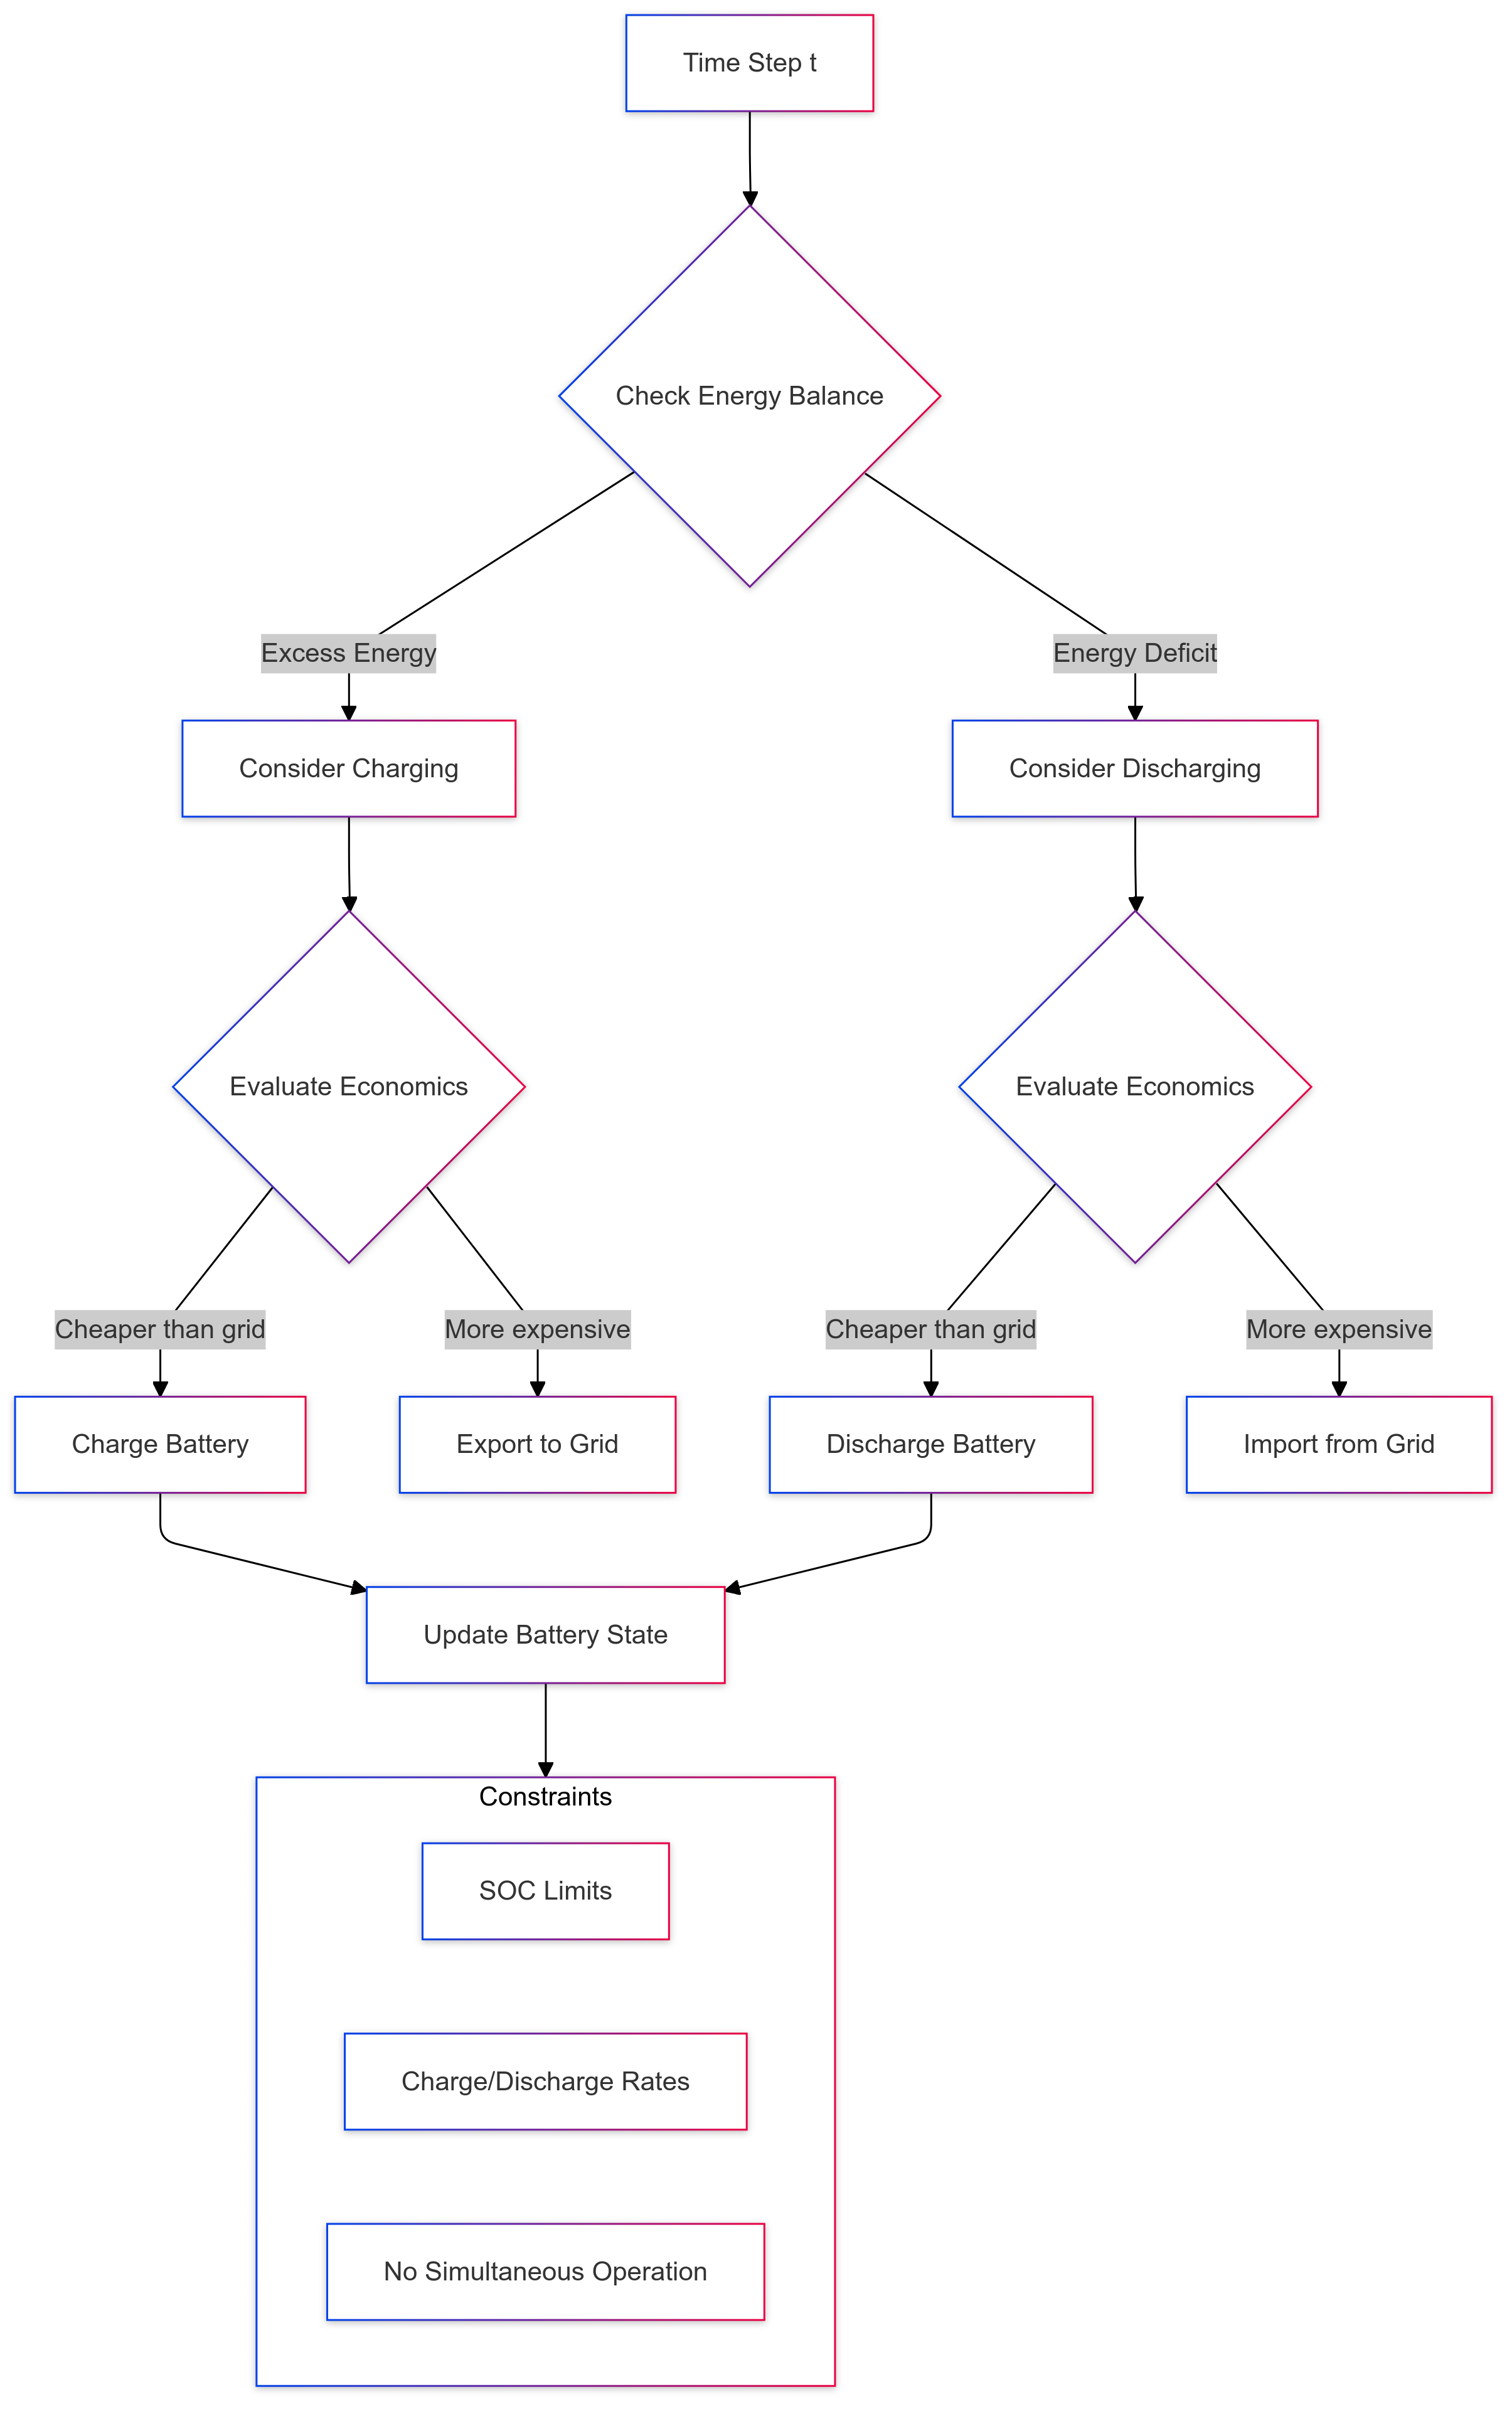 Time Step t
Check Energy Balance
Excess Energy
Energy Deficit
Consider Charging
Consider Discharging
Evaluate Economics
Evaluate Economics
Cheaper than grid
More expensive
Cheaper than grid
More expensive
Charge Battery
Export to Grid
Discharge Battery
Import from Grid
Update Battery State
Constraints
SOC Limits
Charge/Discharge Rates
No Simultaneous Operation